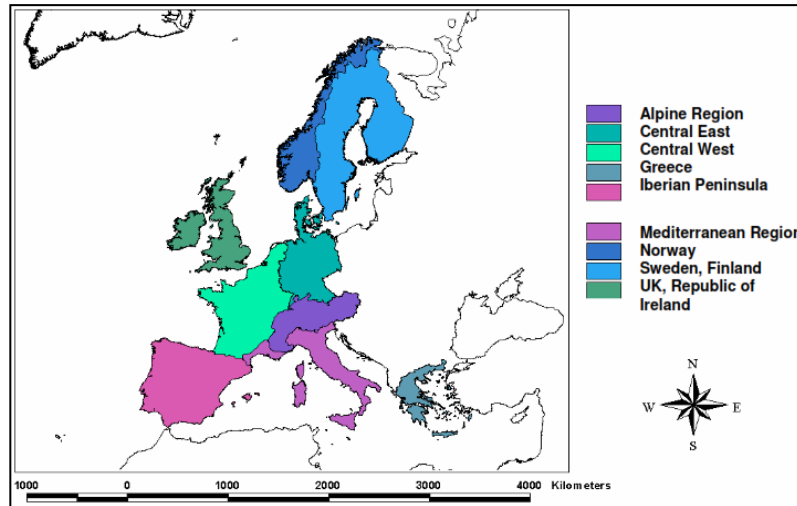 Alpine Region
Central East
Central West
Greece
Iberian Peninsula
Mediterranean Region
Norway
Sweden, Finland
UK, Republic of
Ireland
N
W E
S
1000 0 1000 2000 3000 4000 Kilometers